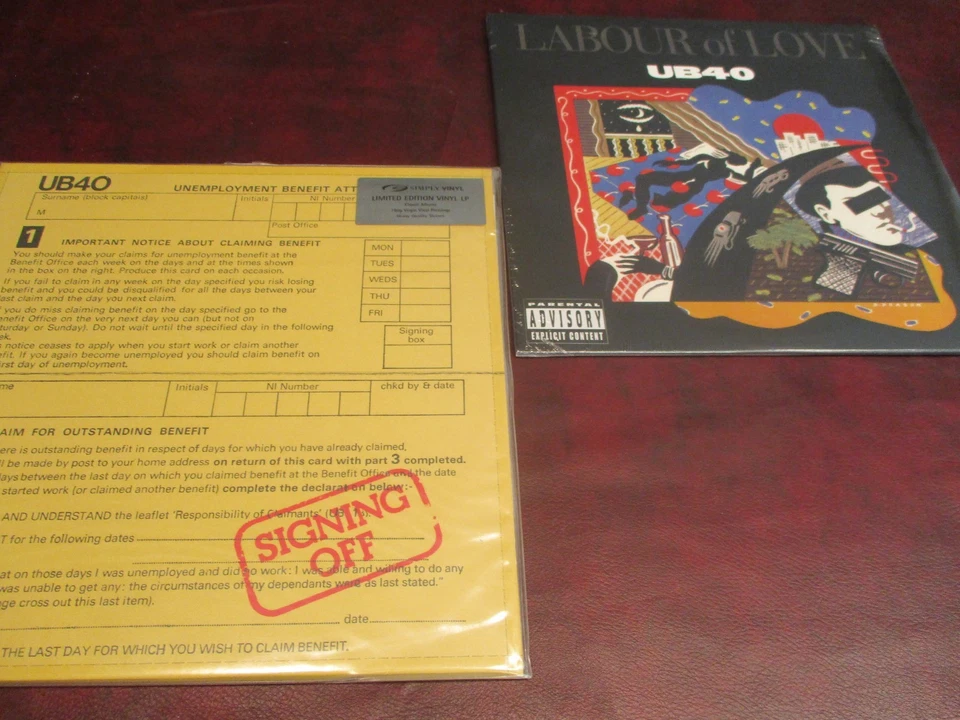 UB40
UNEMPLOYMENT BENEFIT ATT
Surname (block capitals)
Initials
NI Number
M
Post Office
SIMPLY VINYL
LIMITED EDITION VINYL LP
1
IMPORTANT NOTICE ABOUT CLAIMING BENEFIT
You should make your claims for unemployment benefit at the
Benefit Office each week on the days and at the times shown
in the box on the right. Produce this card on each occasion.
If you fail to claim in any week on the day specified you risk losing
benefit and you could be disqualified for all the days between your
last claim and the day you next claim.
you do miss claiming benefit on the day specified go to the
enefit Office on the very next day you can (but not on
turday or Sunday). Do not wait until the specified day in the following
ek.
notice ceases to apply when you start work or claim another
efit. If you again become unemployed you should claim benefit on
irst day of unemployment.
MON
TUES
WEDS
THU
FRI
Signing
box
me
Initials
NI Number
chkd by & date
AIM FOR OUTSTANDING BENEFIT
ere is outstanding benefit in respect of days for which you have already claimed,
ll be made by post to your home address on return of this card with part 3 completed.
days between the last day on which you claimed benefit at the Benefit Office and the date
started work (or claimed another benefit) complete the declaration below:-
AND UNDERSTAND the leaflet 'Responsibility of Claimants'
T for the following dates
at on those days I was unemployed and did no work: I was able and willing to do any
was unable to get any: the circumstances of my dependants were as last stated."
ge cross out this last item).
date
THE LAST DAY FOR WHICH YOU WISH TO CLAIM BENEFIT.
SIGNING
OFF
LABOUR of LOVE
UB40
PARENTAL
ADVISORY
EXPLICIT CONTENT